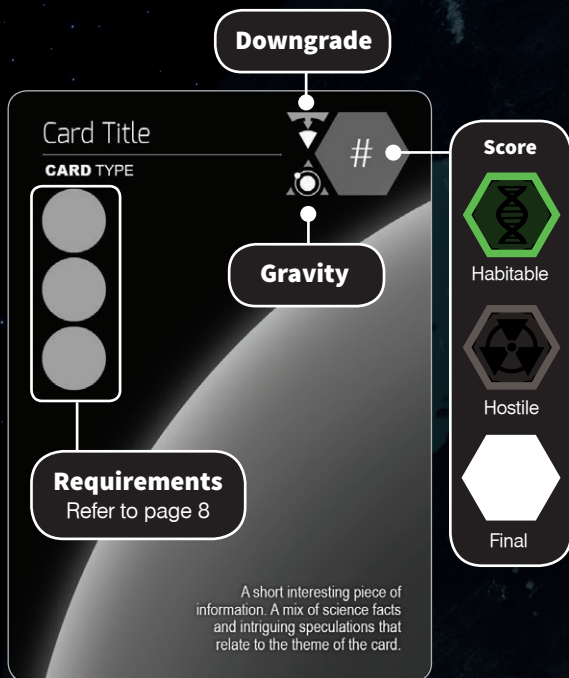 Downgrade
Card Title
CARD TYPE
#
Score
Habitable
Gravity
Hostile
Requirements
Refer to page 8
Final
A short interesting piece of
information. A mix of science facts
and intriguing speculations that
relate to the theme of the card.